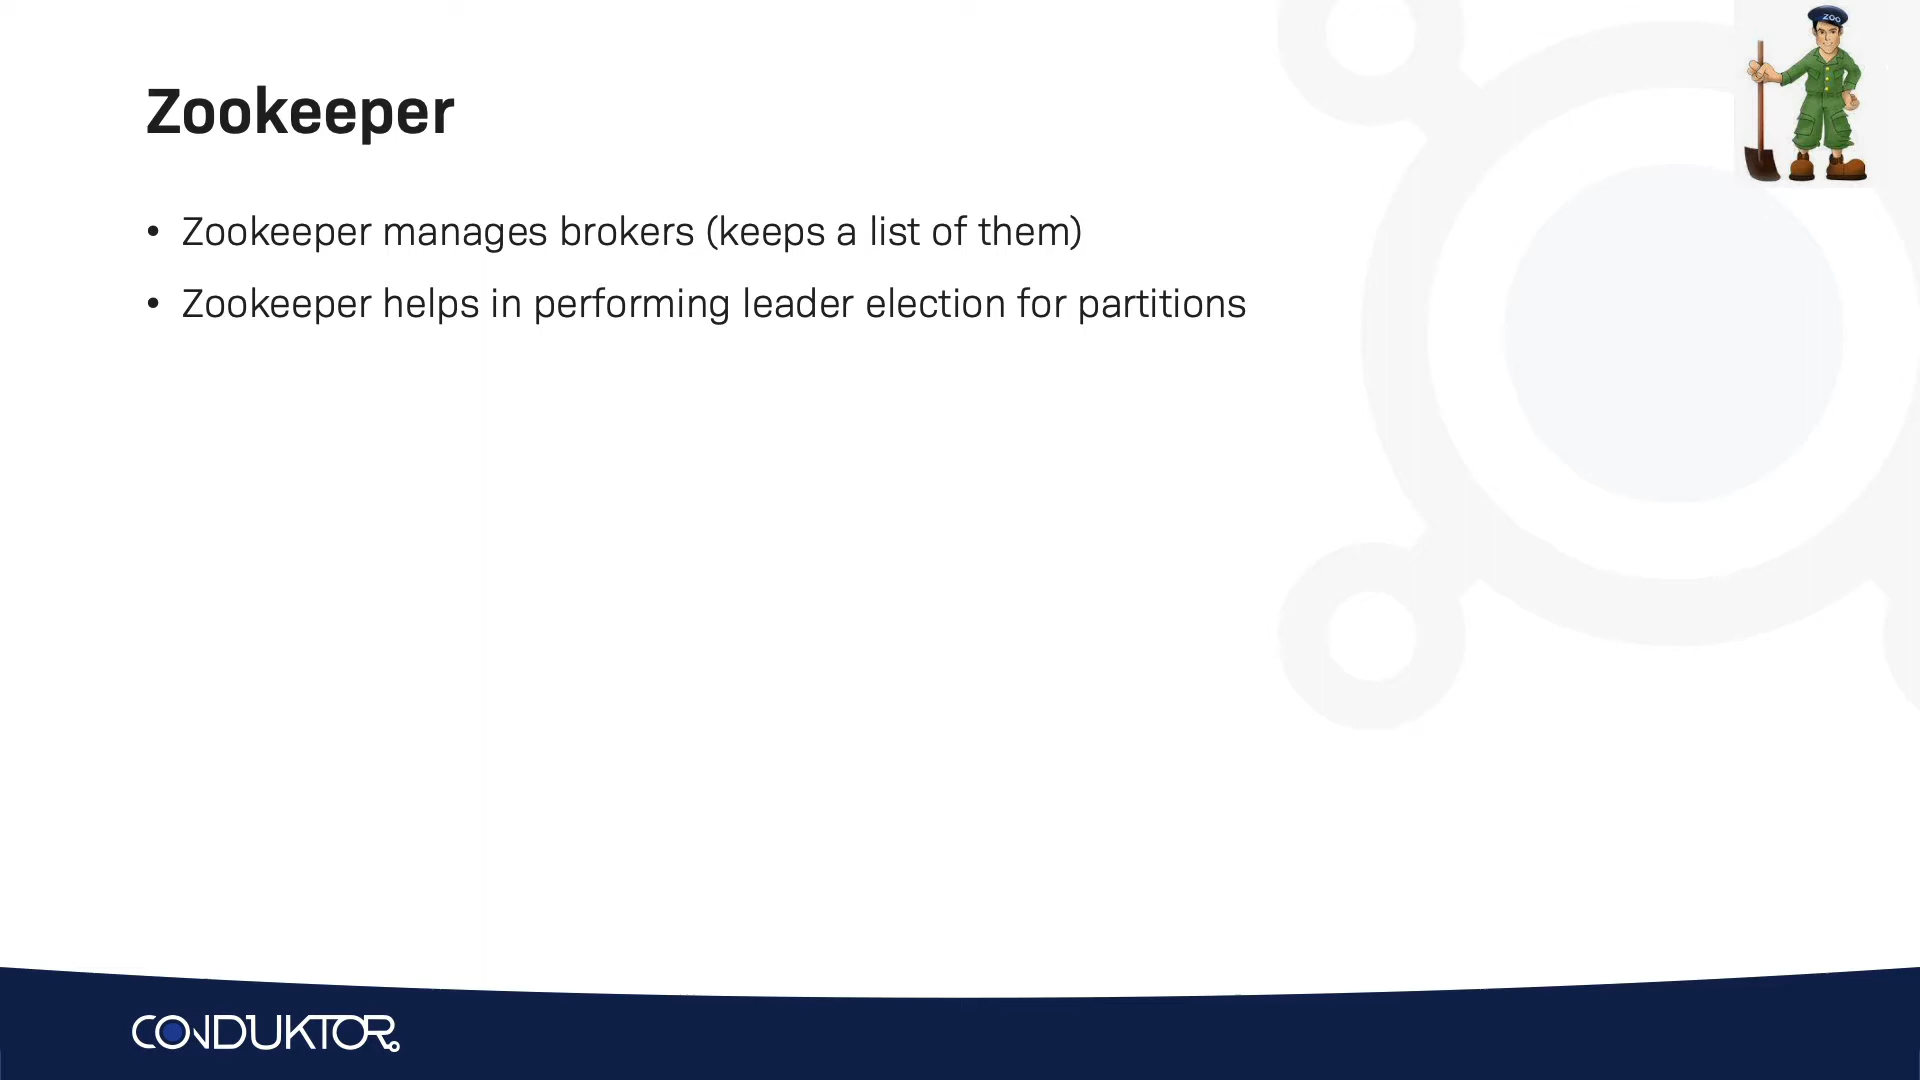 ZOO
Zookeeper
• Zookeeper manages brokers (keeps a list of them)
• Zookeeper helps in performing leader election for partitions
CONDUKTOR